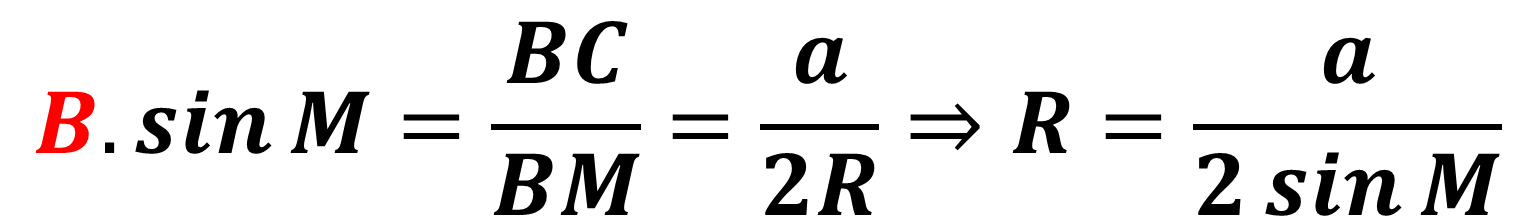 B. sin M = BC/BM = a/2R ⇒ R = a/2 sin M